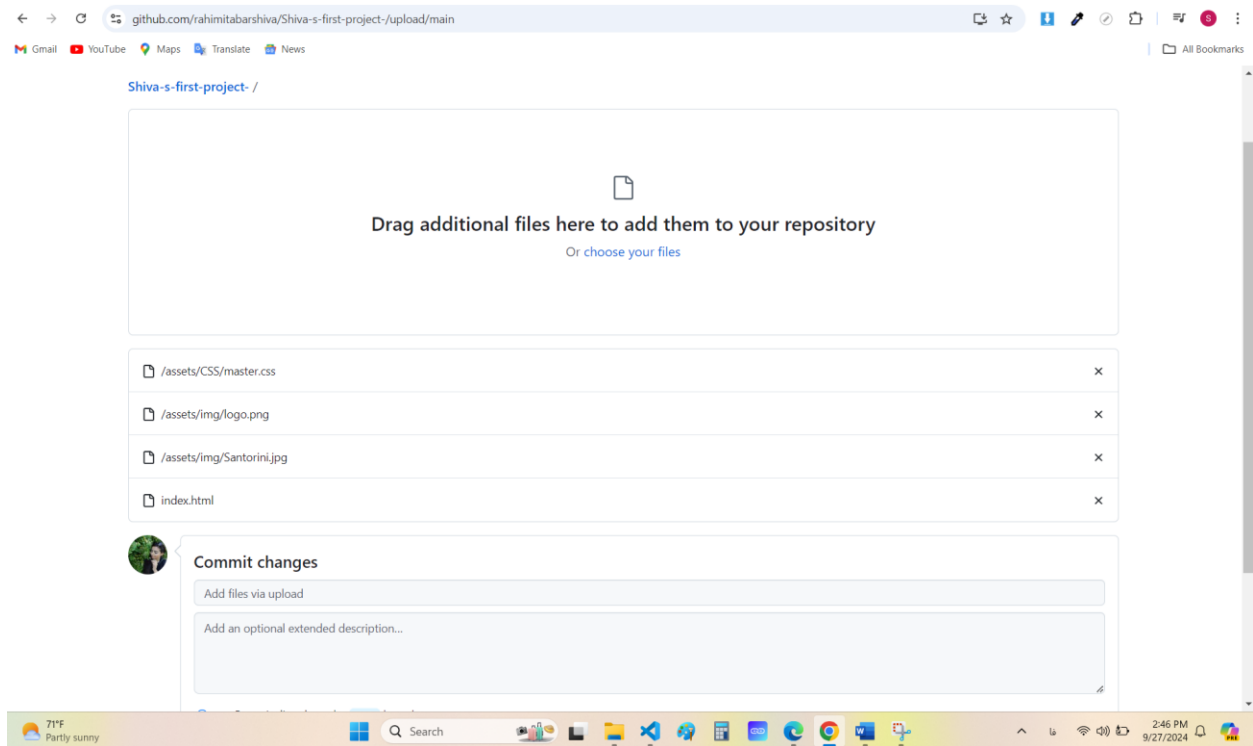 github.com/rahimitabarshiva/Shiva-s-first-project-/upload/main
S
Gmail YouTube Maps Translate News All Bookmarks
Shiva-s-first-project- /
Drag additional files here to add them to your repository
Or choose your files
/assets/CSS/master.css
/assets/img/logo.png
/assets/img/Santorini.jpg
index.html
Commit changes
Add files via upload
Add an optional extended description...
71°F
Partly sunny
Search
فا
2:46 PM
9/27/2024